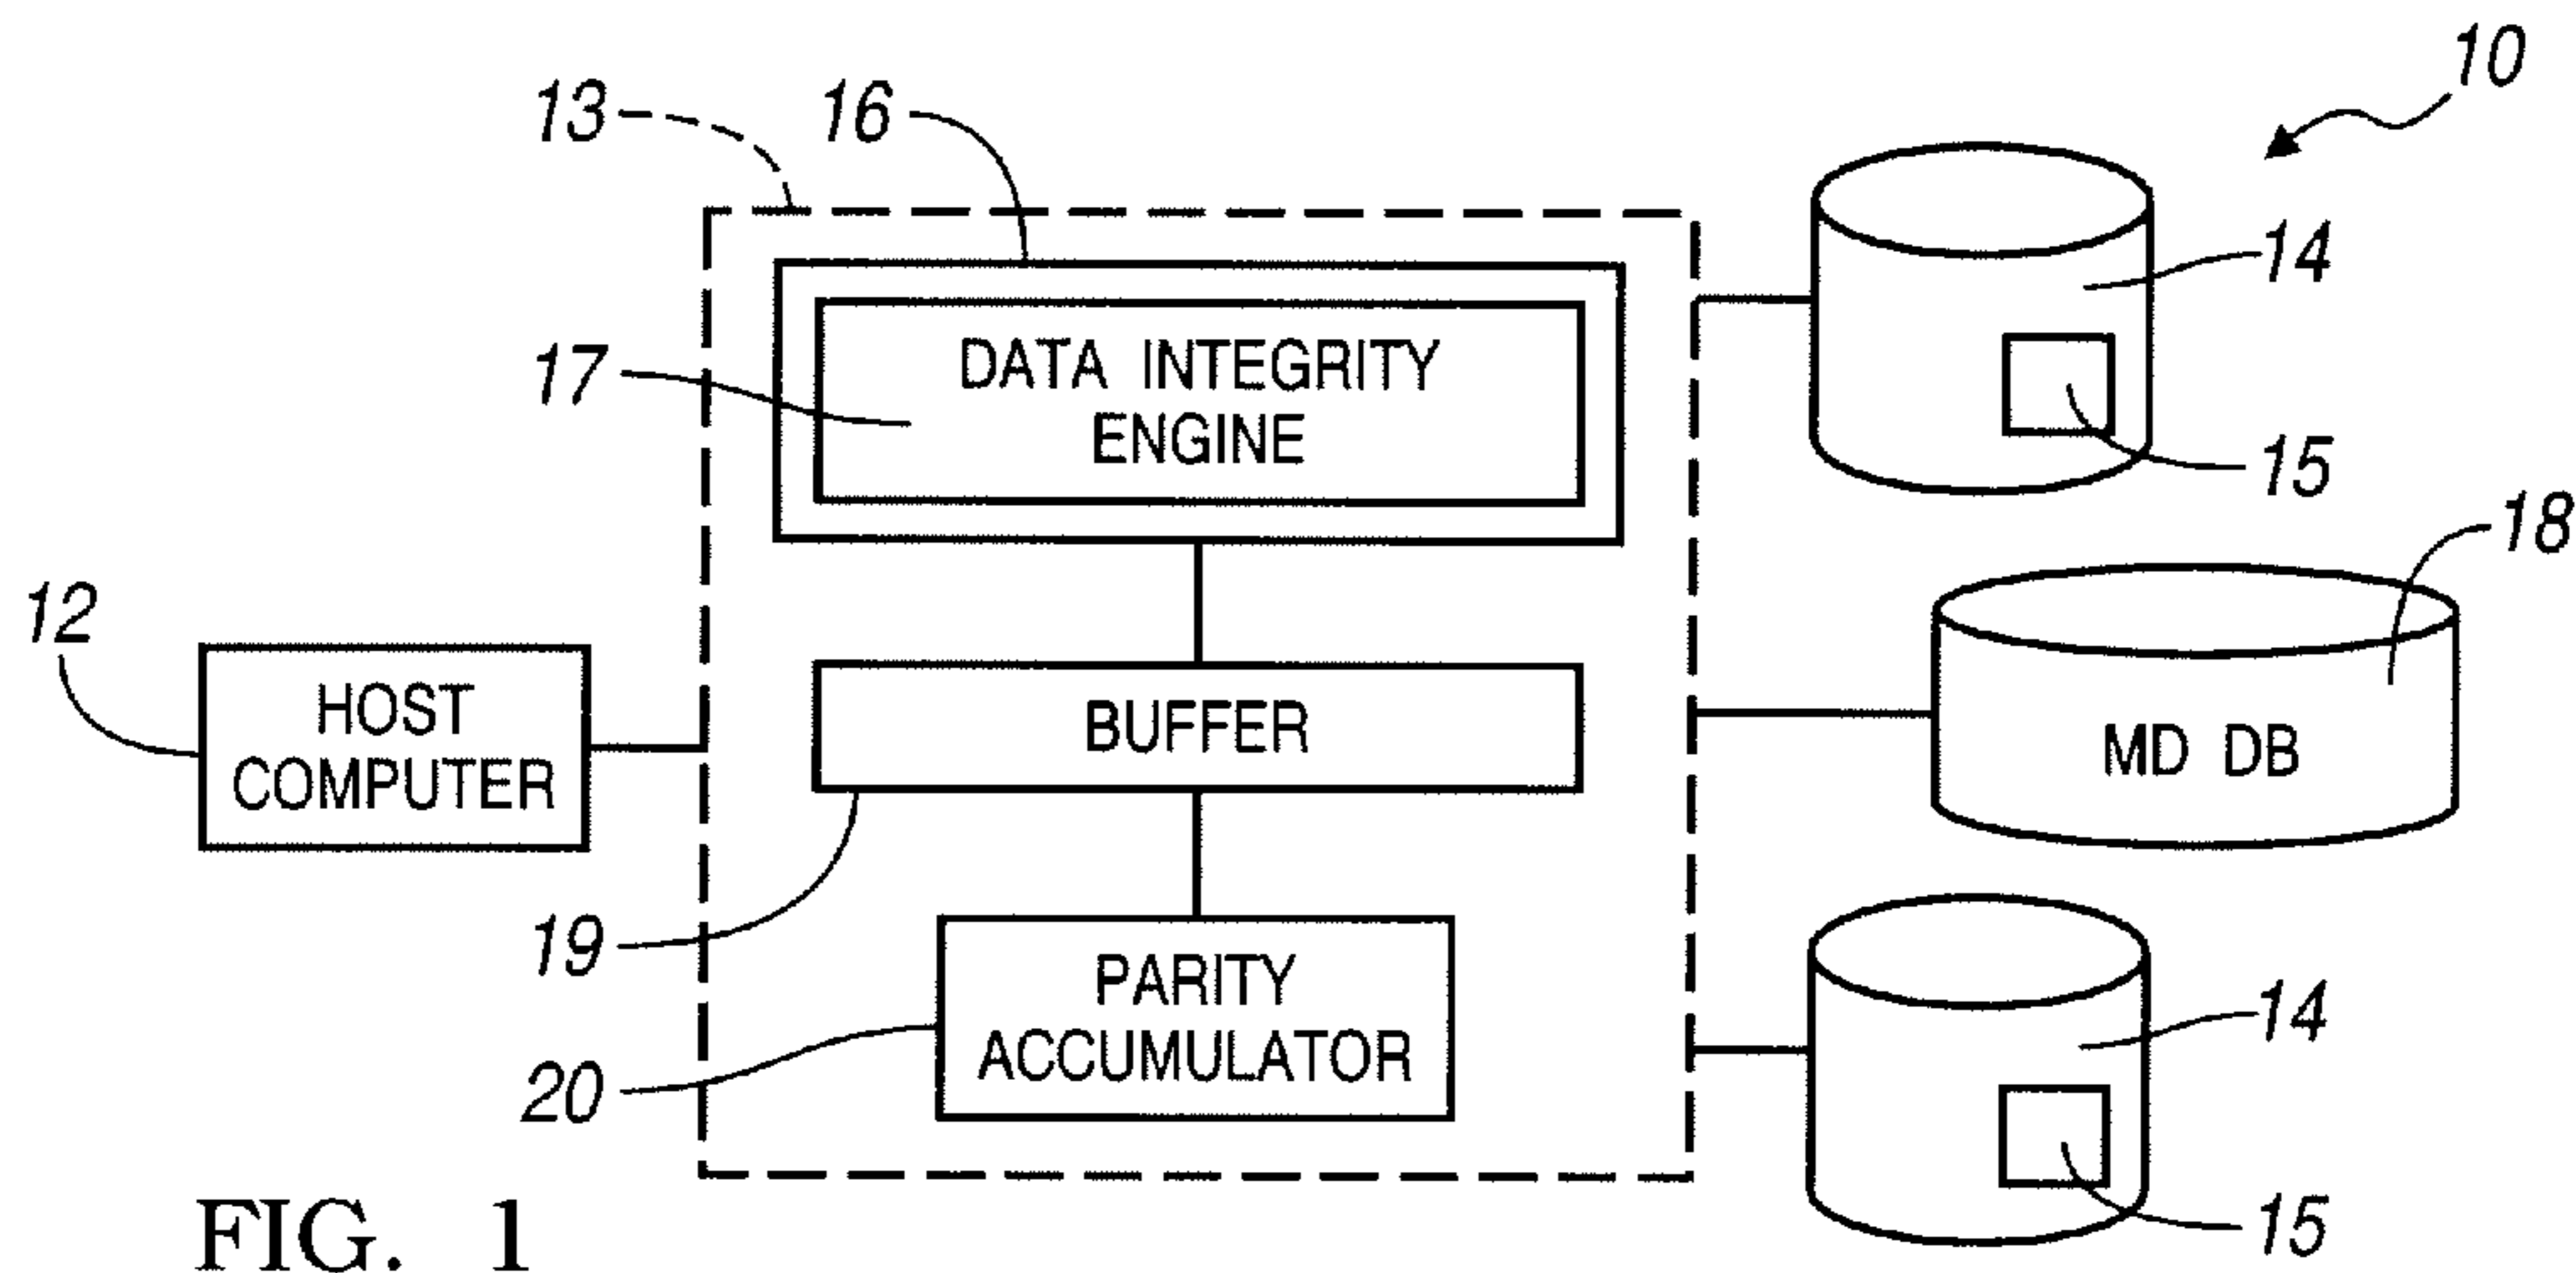 10
13
16
14
DATA INTEGRITY
ENGINE
17
15
18
12
HOST
COMPUTER
BUFFER
MD DB
19
PARITY
ACCUMULATOR
14
20
15
FIG. 1